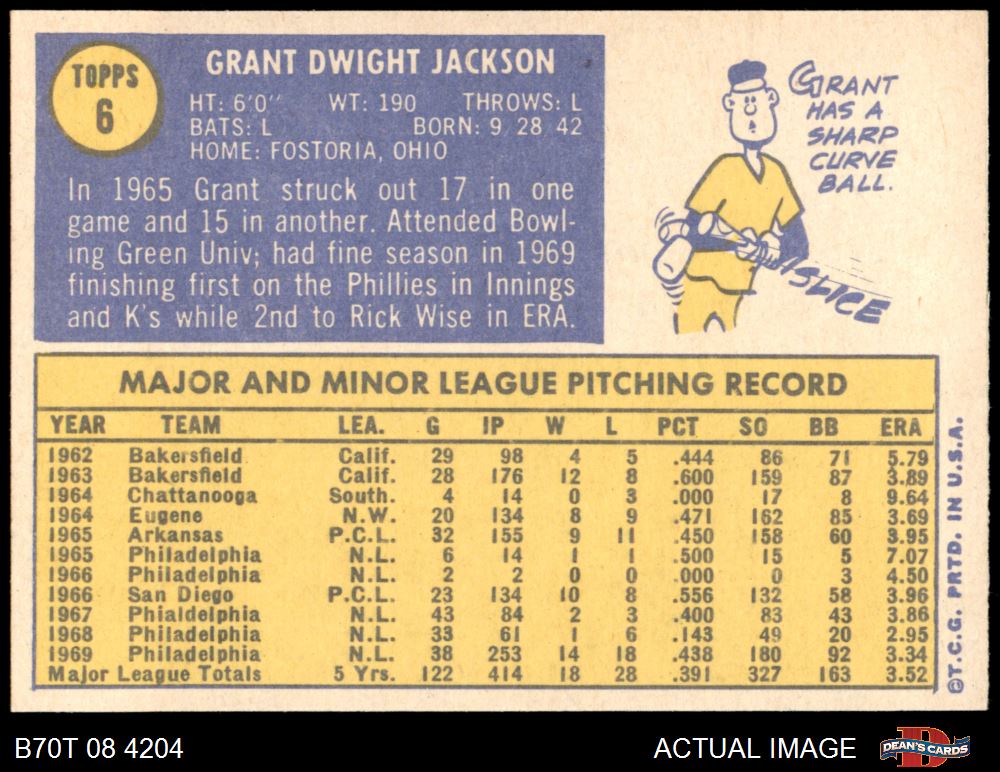 TOPPS
6
GRANT DWIGHT JACKSON
HT: 6'0" WT: 190 THROWS: L
BATS: L BORN: 9 28 42
HOME: FOSTORIA, OHIO
In 1965 Grant struck out 17 in one
game and 15 in another. Attended Bowl-
ing Green Univ; had fine season in 1969
finishing first on the Phillies in Innings
and K's while 2nd to Rick Wise in ERA.
GRANT
HAS A
SHARP
CURVE
BALL.
SLICE
MAJOR AND MINOR LEAGUE PITCHING RECORD
YEAR TEAM LEA. G IP W L PCT SO BB ERA
1962 Bakersfield Calif. 29 98 4 5 .444 86 71 5.79
1963 Bakersfield Calif. 28 176 12 8 .600 159 87 3.89
1964 Chattanooga South. 4 14 0 3 .000 17 8 9.64
1964 Eugene N.W. 20 134 8 9 .471 162 85 3.69
1965 Arkansas P.C.L. 32 155 9 11 .450 158 60 3.95
1965 Philadelphia N.L. 6 14 1 1 .500 15 5 7.07
1966 Philadelphia N.L. 2 2 0 0 .000 0 3 4.50
1966 San Diego P.C.L. 23 134 10 8 .556 132 58 3.96
1967 Phialdelphia N.L. 43 84 2 3 .400 83 43 3.86
1968 Philadelphia N.L. 33 61 1 6 .143 49 20 2.95
1969 Philadelphia N.L. 38 253 14 18 .438 180 92 3.34
Major League Totals 5 Yrs. 122 414 18 28 .391 327 163 3.52
©T.C.G. PRTD. IN U.S.A.
B70T 08 4204
ACTUAL IMAGE
DEAN'S CARDS